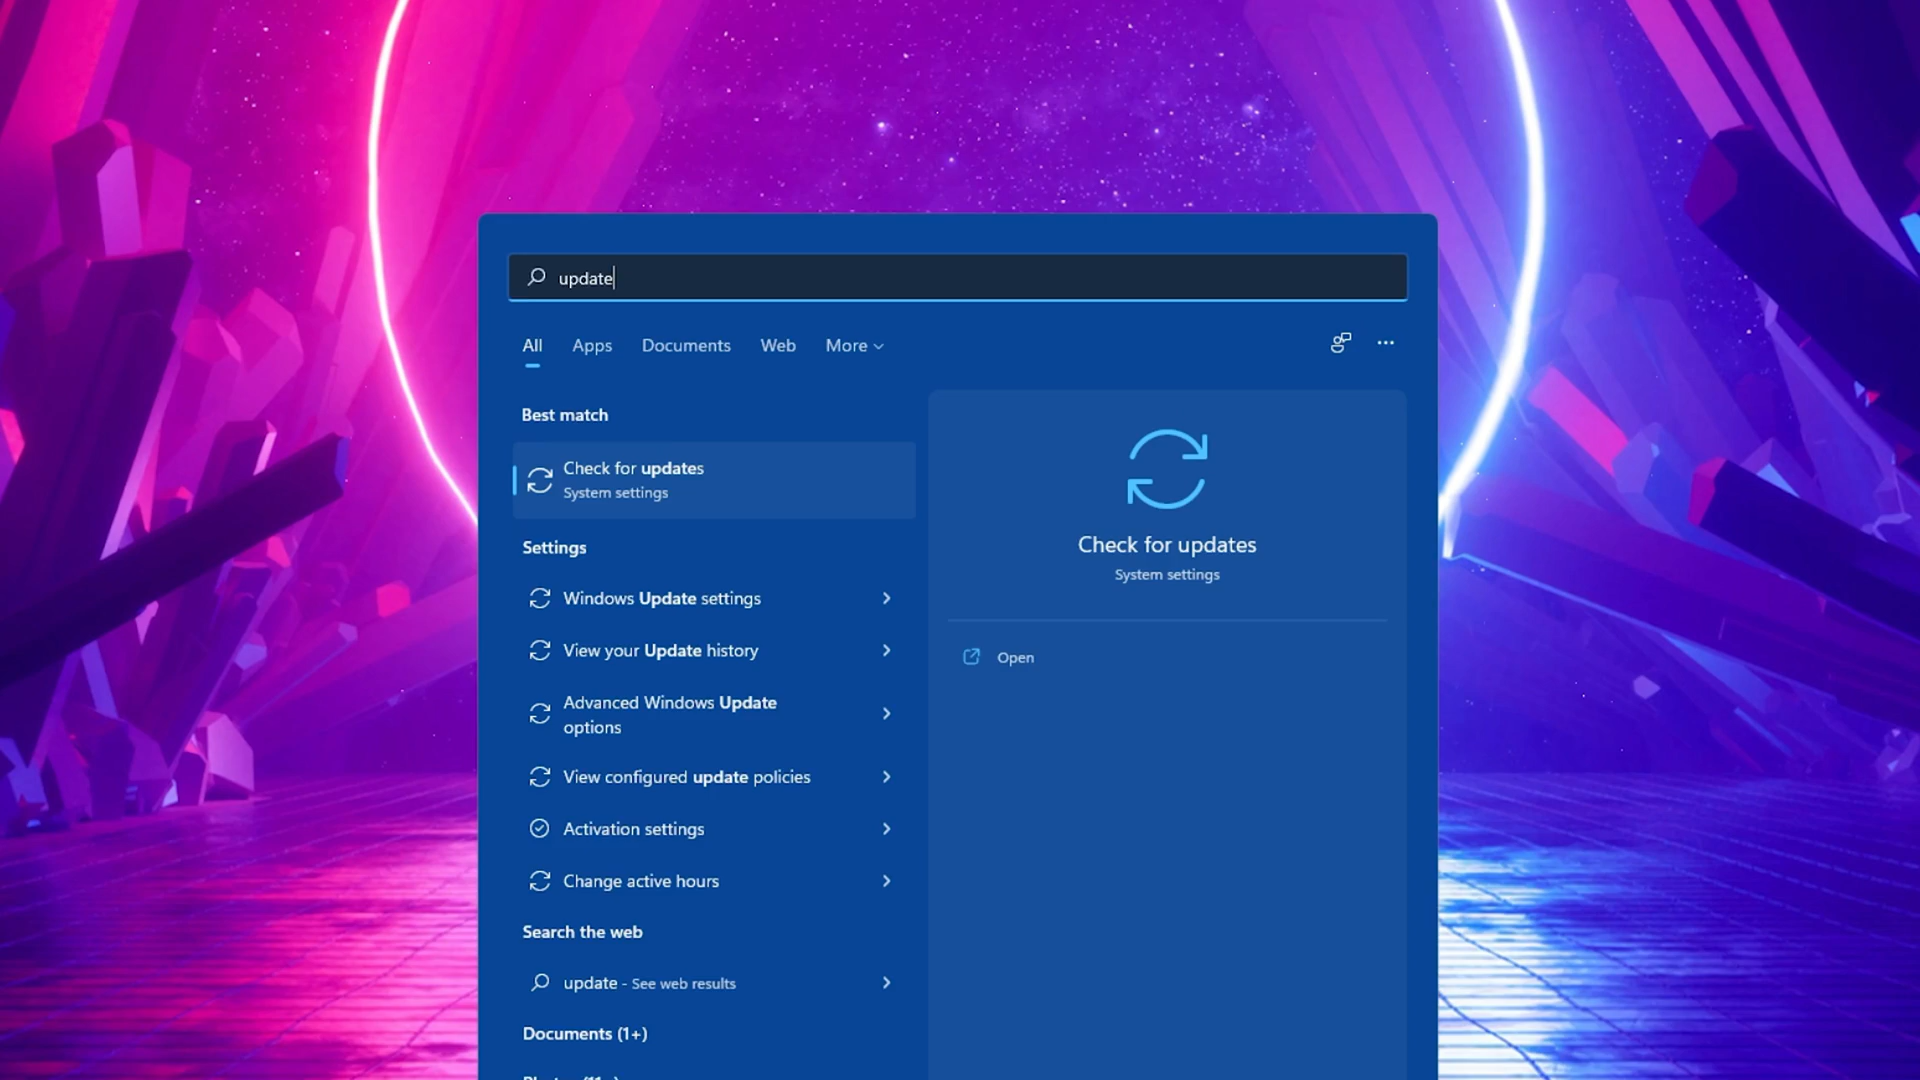 update
All Apps Documents Web More
Best match
Check for updates
System settings
Settings
Windows Update settings
View your Update history
Advanced Windows Update
options
View configured update policies
Activation settings
Change active hours
Search the web
update - See web results
Documents (1+)
Check for updates
System settings
Open